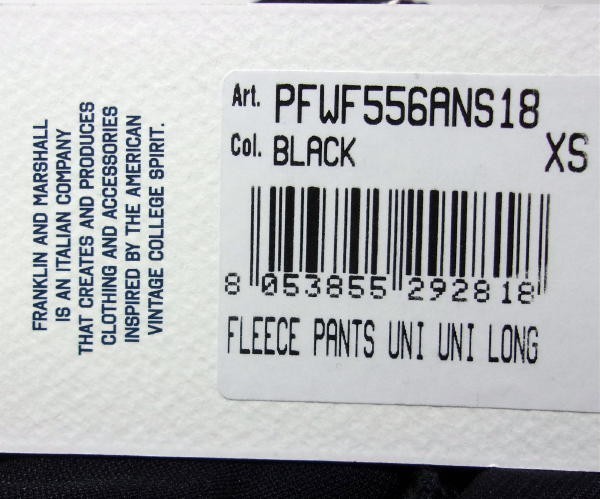 FRANKLIN AND MARSHALL
IS AN ITALIAN COMPANY
THAT CREATES AND PRODUCES
CLOTHING AND ACCESSORIES
INSPIRED BY THE AMERICAN
VINTAGE COLLEGE SPIRIT.
Art. PFWF556ANS18
Col. BLACK XS
8 053855 292818
FLEECE PANTS UNI UNI LONG